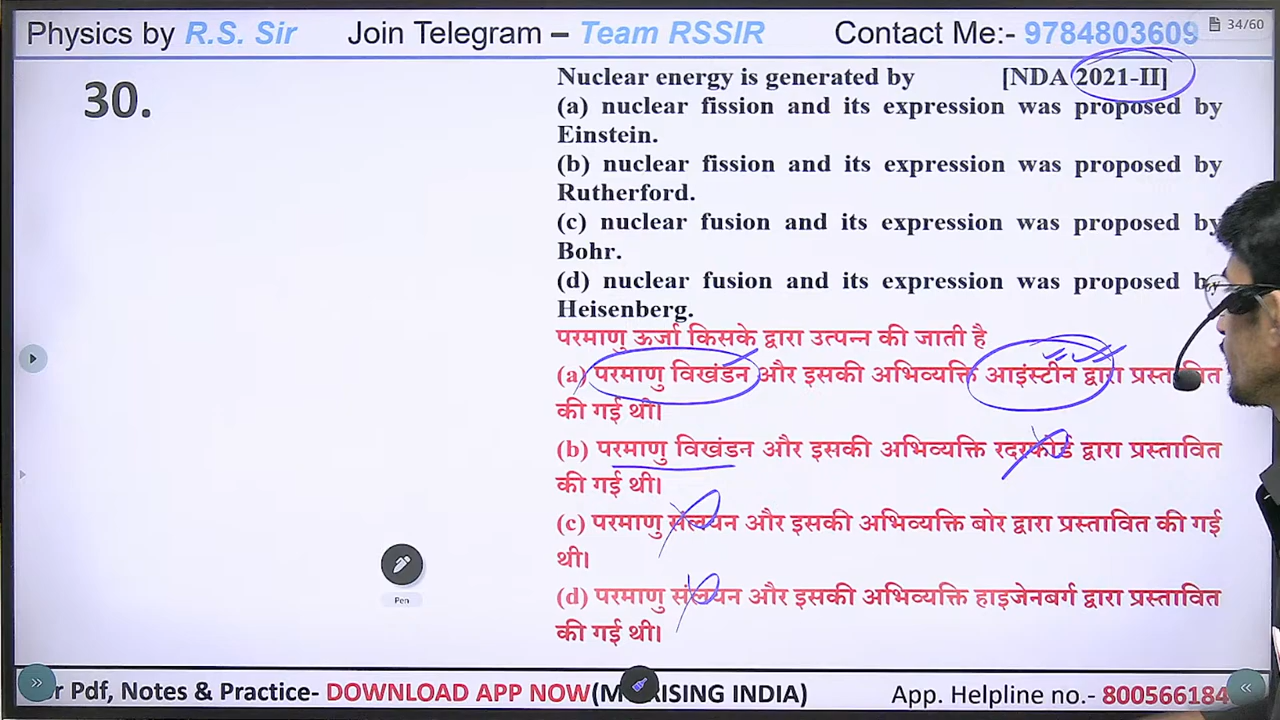 Physics by R.S. Sir Join Telegram – Team RSSIR Contact Me:- 9784803609 34/60
30.
Nuclear energy is generated by [NDA 2021-II]
(a) nuclear fission and its expression was proposed by
Einstein.
(b) nuclear fission and its expression was proposed by
Rutherford.
(c) nuclear fusion and its expression was proposed by
Bohr.
(d) nuclear fusion and its expression was proposed by
Heisenberg.
परमाणु ऊर्जा किसके द्वारा उत्पन्न की जाती है
(a) परमाणु विखंडन और इसकी अभिव्यक्ति आइंस्टीन द्वारा
की गई थी।
(b) परमाणु विखंडन और इसकी अभिव्यक्ति रदरफोर्ड द्वारा प्रस्तावित
की गई थी।
(c) परमाणु संलयन और इसकी अभिव्यक्ति बोर द्वारा प्रस्तावित की गई
थी।
(d) परमाणु संलयन और इसकी अभिव्यक्ति हाइजेनबर्ग द्वारा प्रस्तावित
की गई थी।
Pen
r Pdf, Notes & Practice- DOWNLOAD APP NOW RISING INDIA) App. Helpline no.- 800566184